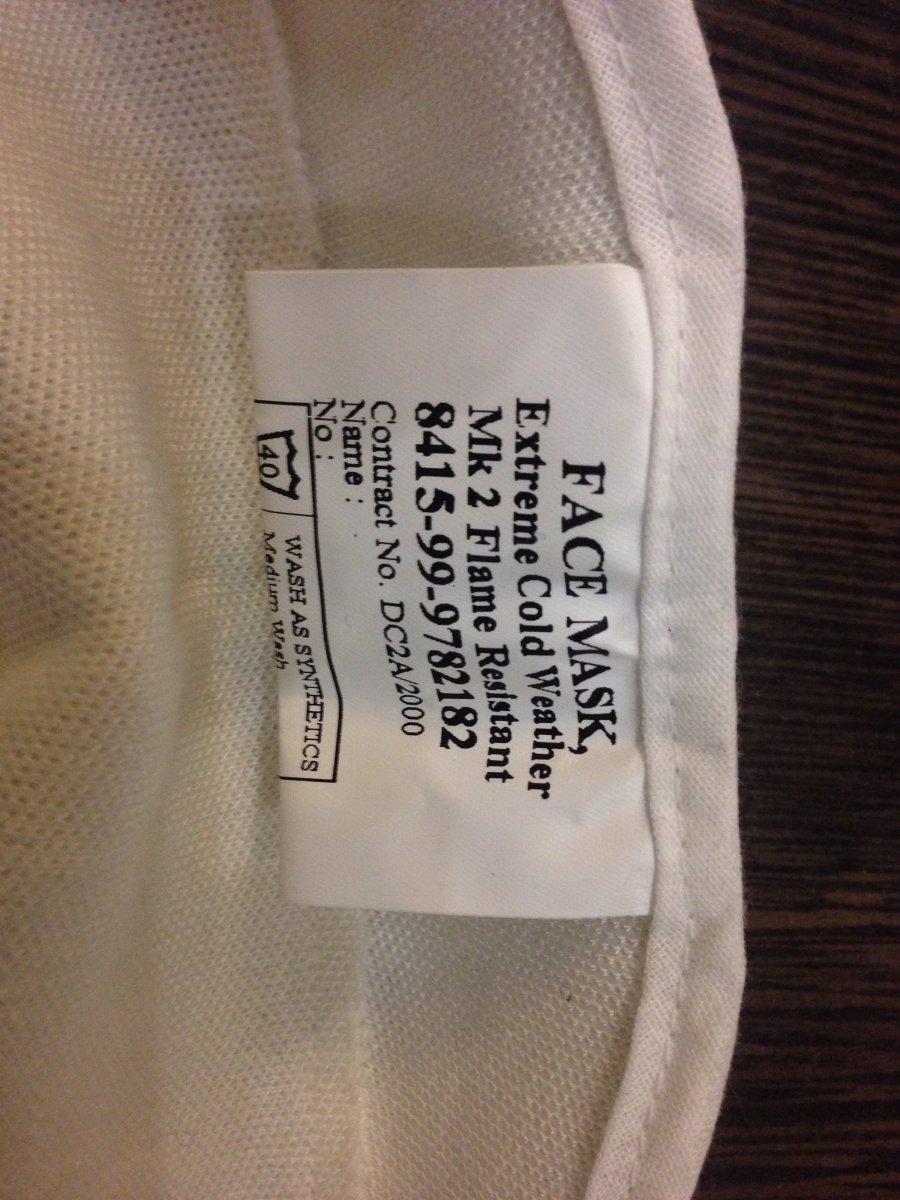 FACE MASK,
Extreme Cold Weather
Mk 2 Flame Resistant
8415-99-9782182
Contract No. DC2A/2000
Name :
No :
40
WASH AS SYNTHETICS
Medium Wash